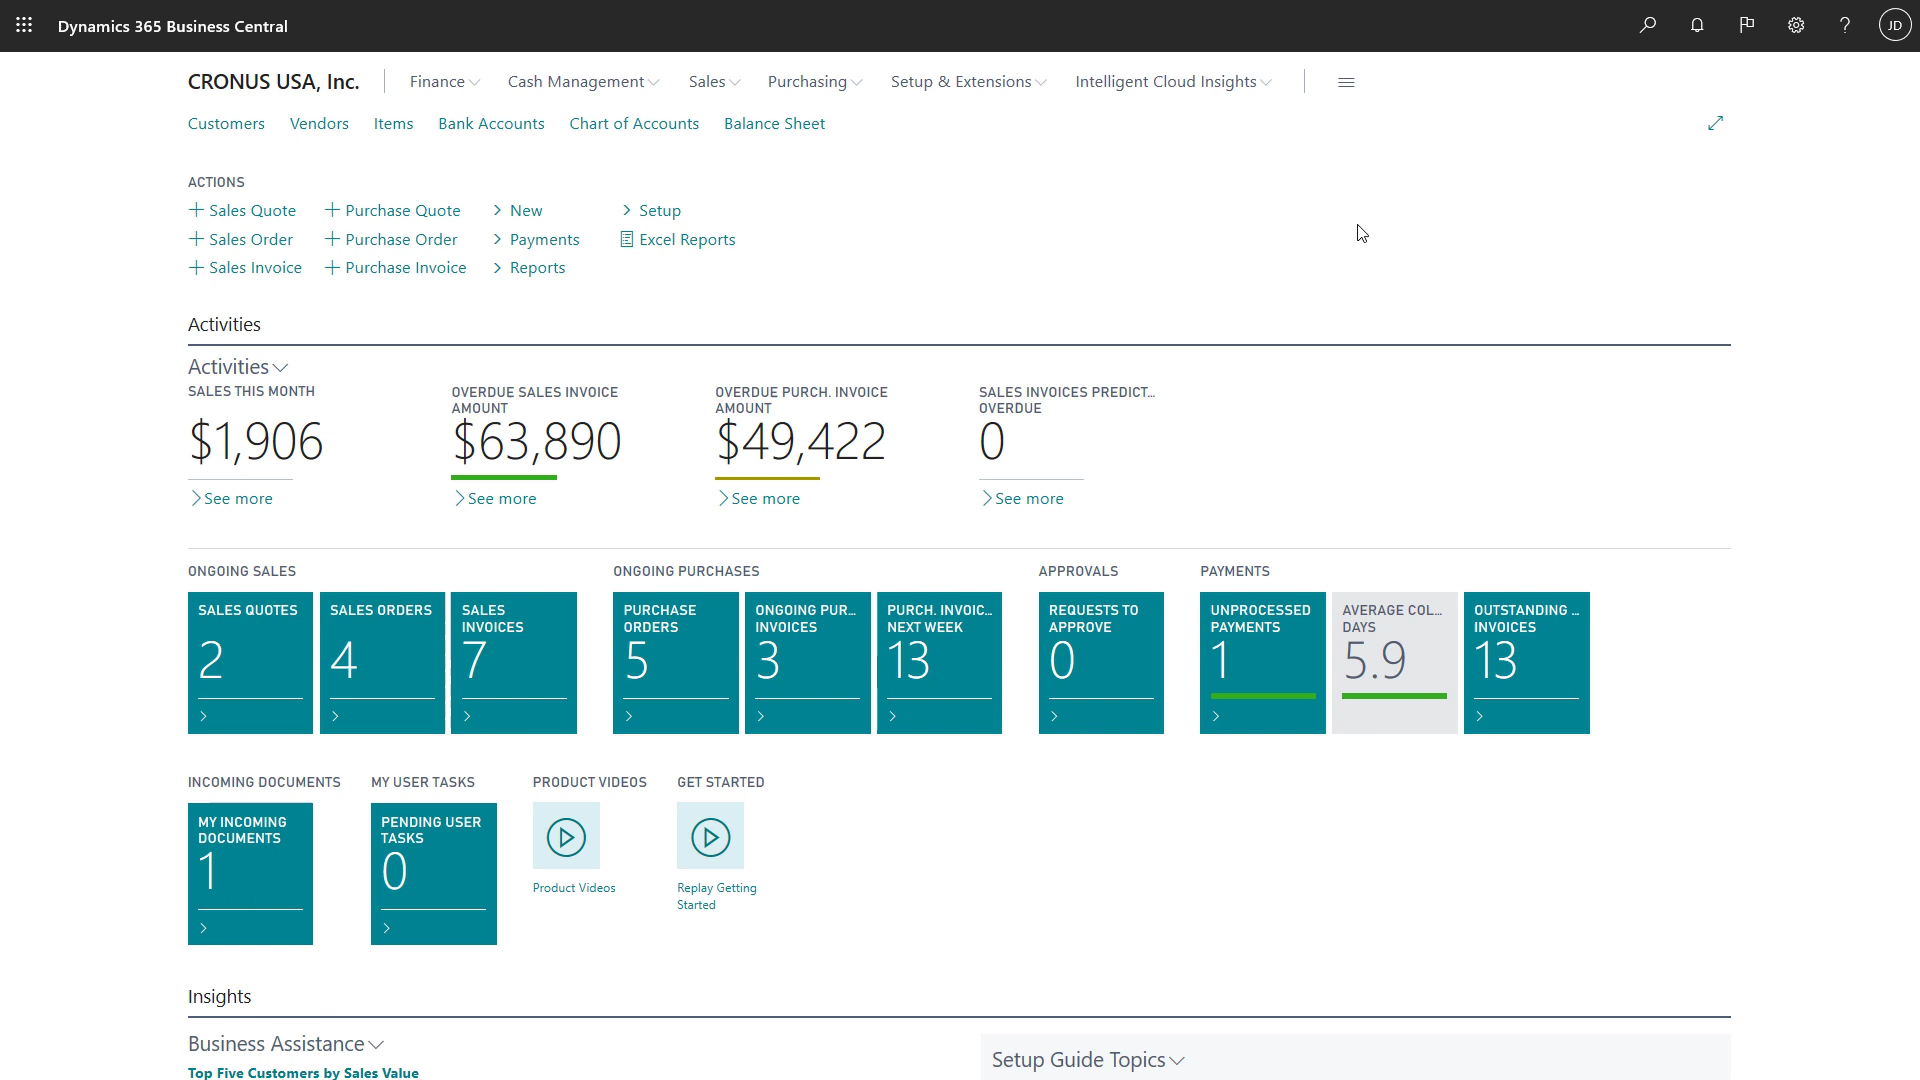 Dynamics 365 Business Central
? JD
CRONUS USA, Inc. Finance Cash Management Sales Purchasing Setup & Extensions Intelligent Cloud Insights
Customers Vendors Items Bank Accounts Chart of Accounts Balance Sheet
ACTIONS
+ Sales Quote + Purchase Quote > New > Setup
+ Sales Order + Purchase Order > Payments Excel Reports
+ Sales Invoice + Purchase Invoice > Reports
Activities
Activities
SALES THIS MONTH
$1,906
> See more
OVERDUE SALES INVOICE
AMOUNT
$63,890
> See more
OVERDUE PURCH. INVOICE
AMOUNT
$49,422
> See more
SALES INVOICES PREDICT...
OVERDUE
0
> See more
ONGOING SALES
SALES QUOTES
2
>
SALES ORDERS
4
>
SALES
INVOICES
7
>
ONGOING PURCHASES
PURCHASE
ORDERS
5
>
ONGOING PUR...
INVOICES
3
>
PURCH. INVOIC...
NEXT WEEK
13
>
APPROVALS
REQUESTS TO
APPROVE
0
>
PAYMENTS
UNPROCESSED
PAYMENTS
1
>
AVERAGE COL...
DAYS
5.9
OUTSTANDING ...
INVOICES
13
>
INCOMING DOCUMENTS
MY INCOMING
DOCUMENTS
1
>
MY USER TASKS
PENDING USER
TASKS
0
>
PRODUCT VIDEOS
Product Videos
GET STARTED
Replay Getting
Started
Insights
Business Assistance
Top Five Customers by Sales Value
Setup Guide Topics